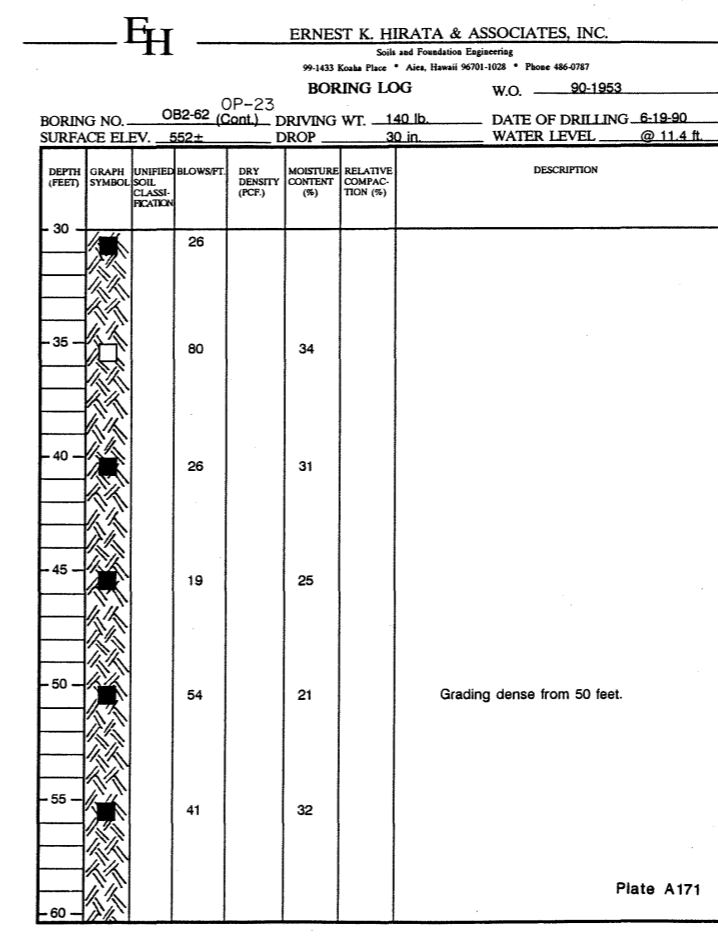 EH
ERNEST K. HIRATA & ASSOCIATES, INC.
Soils and Foundation Engineering
99-1433 Koaha Place * Aiea, Hawaii 96701-1028 * Phone 486-0787
BORING LOG
W.O. 90-1953
OP-23
BORING NO. OB2-62 (Cont.) DRIVING WT. 140 lb. DATE OF DRILLING 6-19-90
SURFACE ELEV. 552± DROP 30 in. WATER LEVEL @ 11.4 ft.
DEPTH (FEET)
GRAPH SYMBOL
UNIFIED SOIL CLASSI-FICATION
BLOWS/FT.
DRY DENSITY (PCF.)
MOISTURE CONTENT (%)
RELATIVE COMPAC-TION (%)
DESCRIPTION
30
26
35
80 34
40
26 31
45
19 25
50
54 21 Grading dense from 50 feet.
55
41 32
Plate A171
60